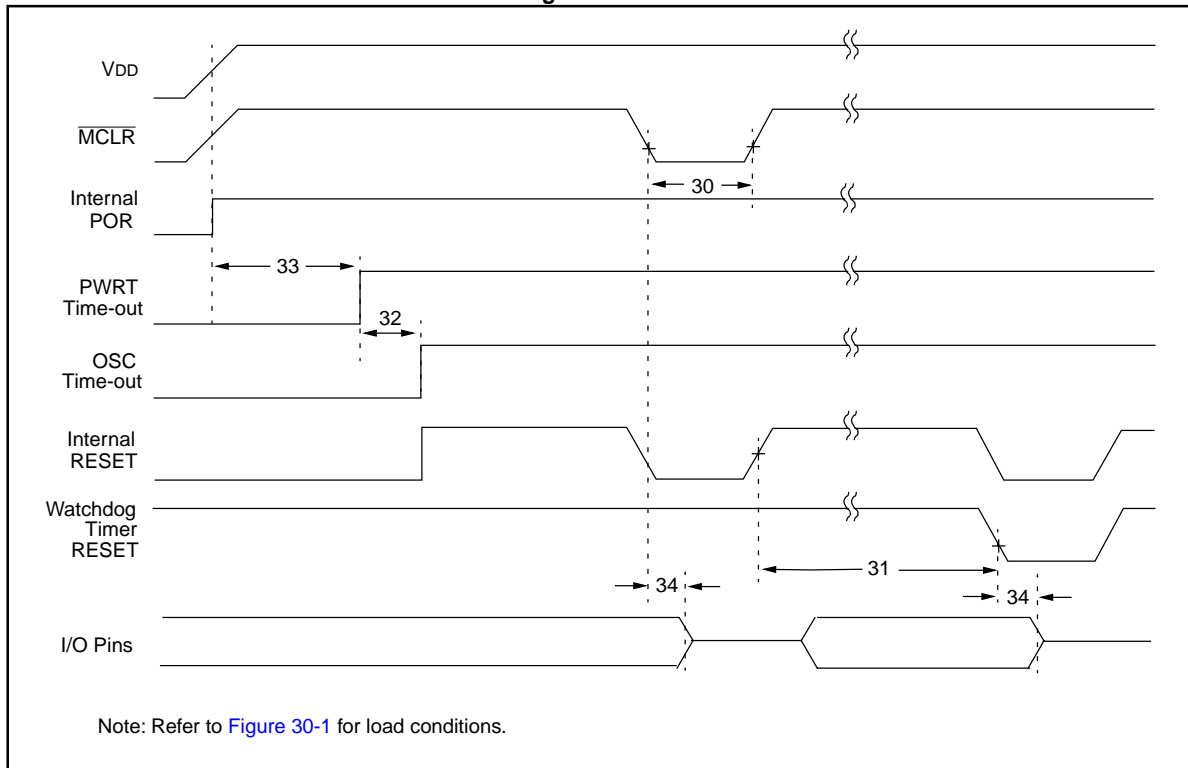 VDD
MCLR
30
Internal
POR
33
PWRT
Time-out
32
OSC
Time-out
Internal
RESET
Watchdog
Timer
RESET
31
34
34
I/O Pins
Note: Refer to Figure 30-1 for load conditions.